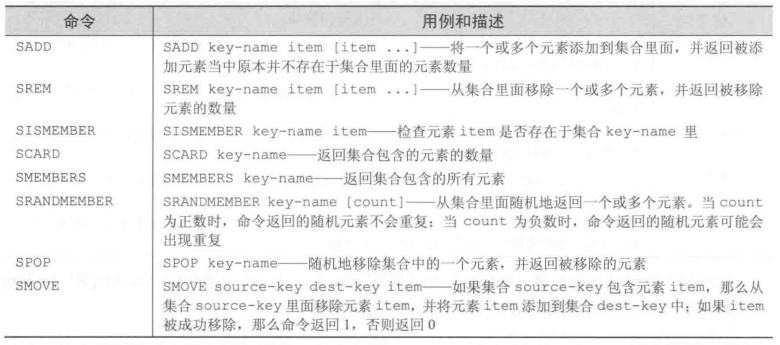 命令 用例和描述
SADD SADD key-name item [item ...]——将一个或多个元素添加到集合里面，并返回被添
加元素当中原本并不存在于集合里面的元素数量
SREM SREM key-name item [item ...]——从集合里面移除一个或多个元素，并返回被移除
元素的数量
SISMEMBER SISMEMBER key-name item——检查元素 item 是否存在于集合 key-name 里
SCARD SCARD key-name——返回集合包含的元素的数量
SMEMBERS SMEMBERS key-name——返回集合包含的所有元素
SRANDMEMBER SRANDMEMBER key-name [count]——从集合里面随机地返回一个或多个元素。当 count
为正数时，命令返回的随机元素不会重复；当 count 为负数时，命令返回的随机元素可能会
出现重复
SPOP SPOP key-name——随机地移除集合中的一个元素，并返回被移除的元素
SMOVE SMOVE source-key dest-key item——如果集合 source-key 包含元素 item，那么从
集合 source-key 里面移除元素 item，并将元素 item 添加到集合 dest-key 中；如果 item
被成功移除，那么命令返回 1，否则返回 0